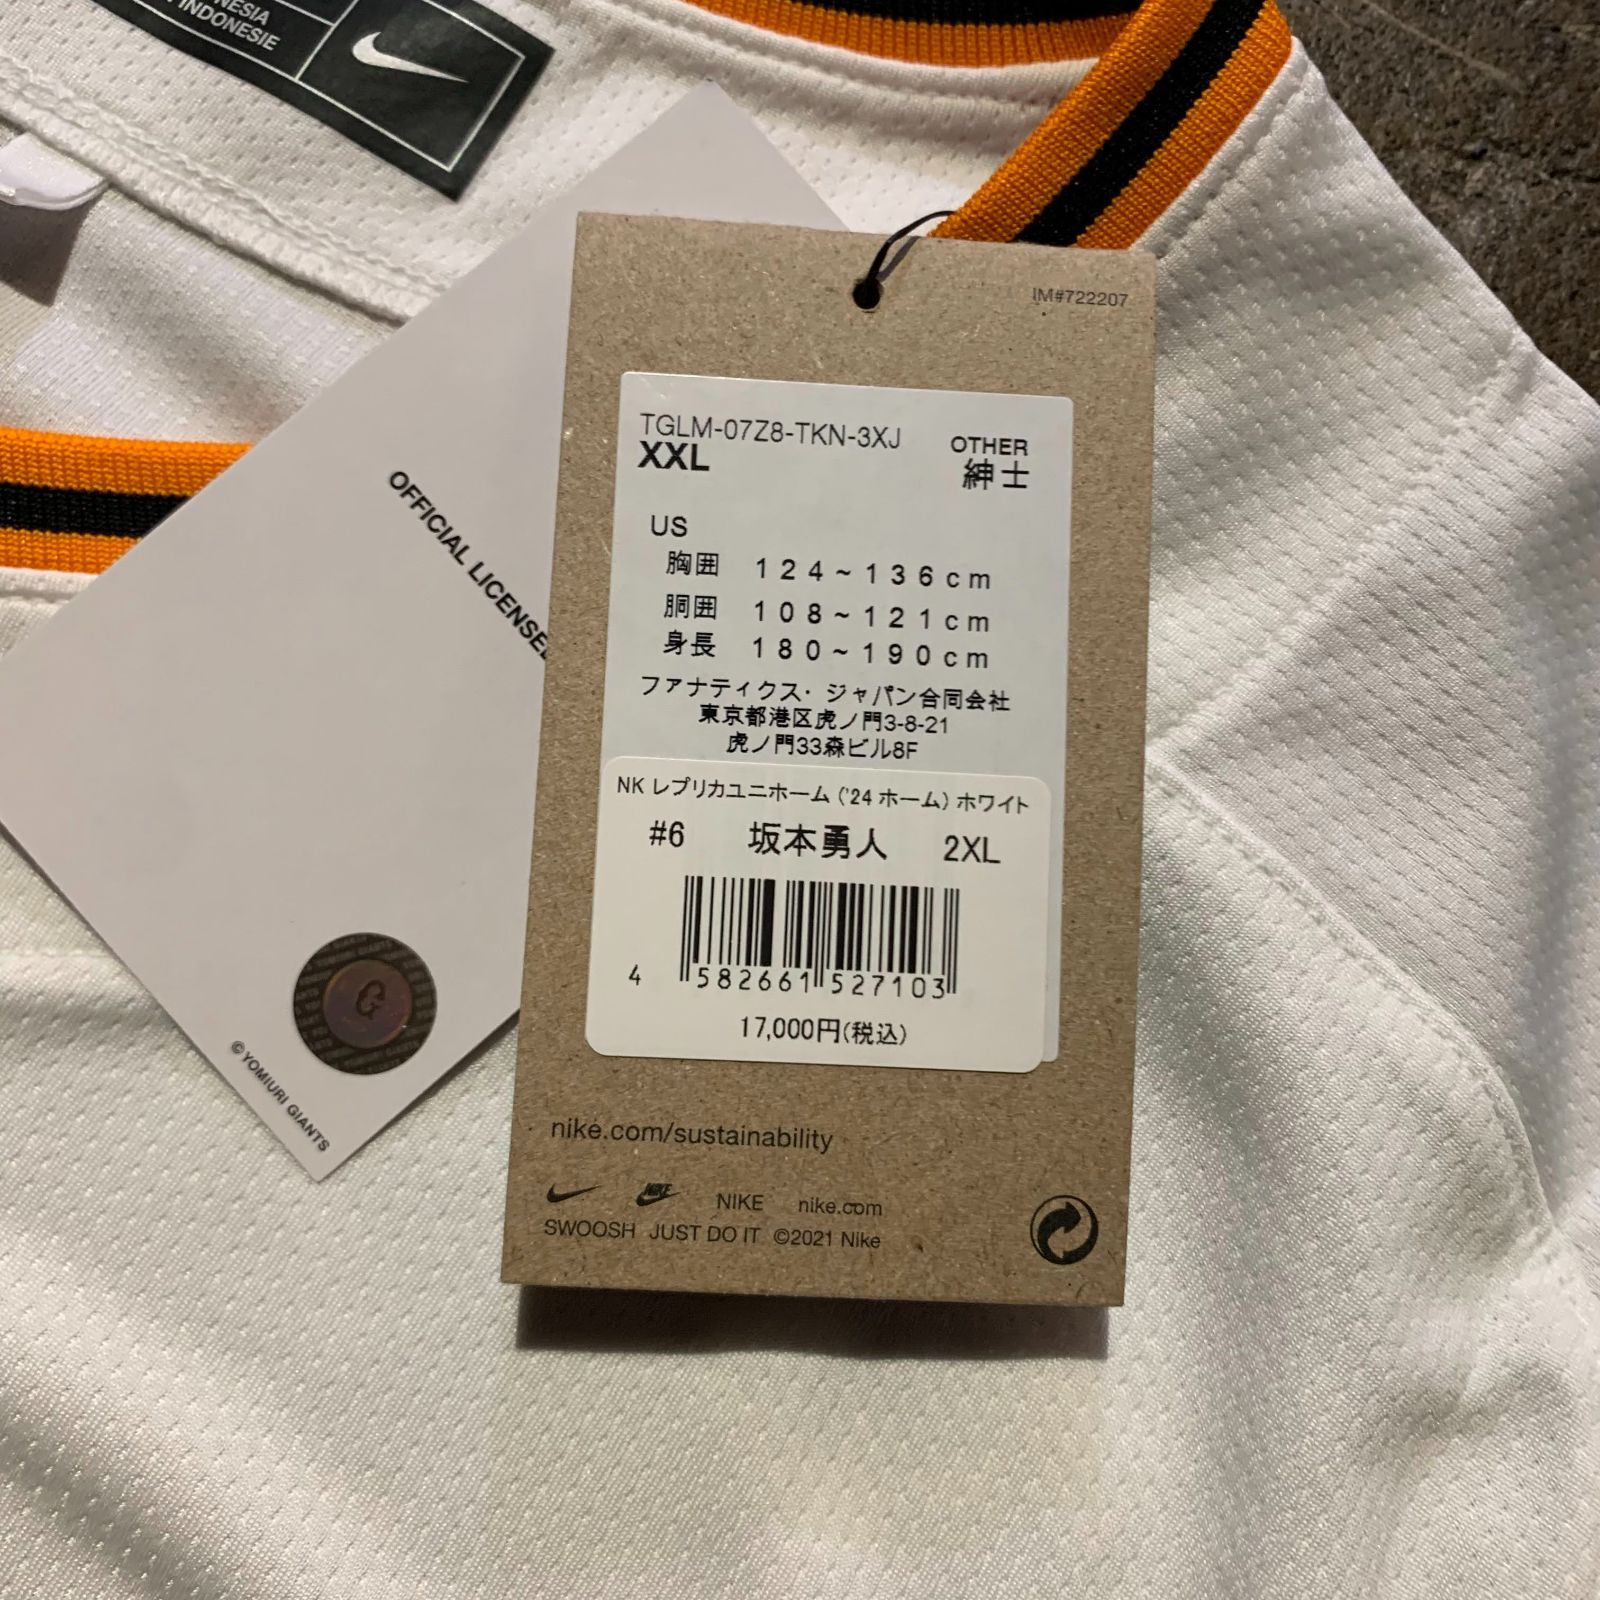 NESIA
INDONESIE
IM#722207
TGLM-07Z8-TKN-3XJ
XXL
OTHER
紳士
US
胸囲 124~136cm
胴囲 108~121cm
身長 180~190cm
ファナティクス・ジャパン合同会社
東京都港区虎ノ門3-8-21
虎ノ門33森ビル8F
NK レプリカユニホーム ('24 ホーム) ホワイト
#6 坂本勇人 2XL
4 582661 527103
17,000円(税込)
nike.com/sustainability
NIKE NIKE nike.com
SWOOSH JUST DO IT ©2021 Nike
OFFICIAL LICENSE
G
YOMIURI GIANTS
© YOMIURI GIANTS